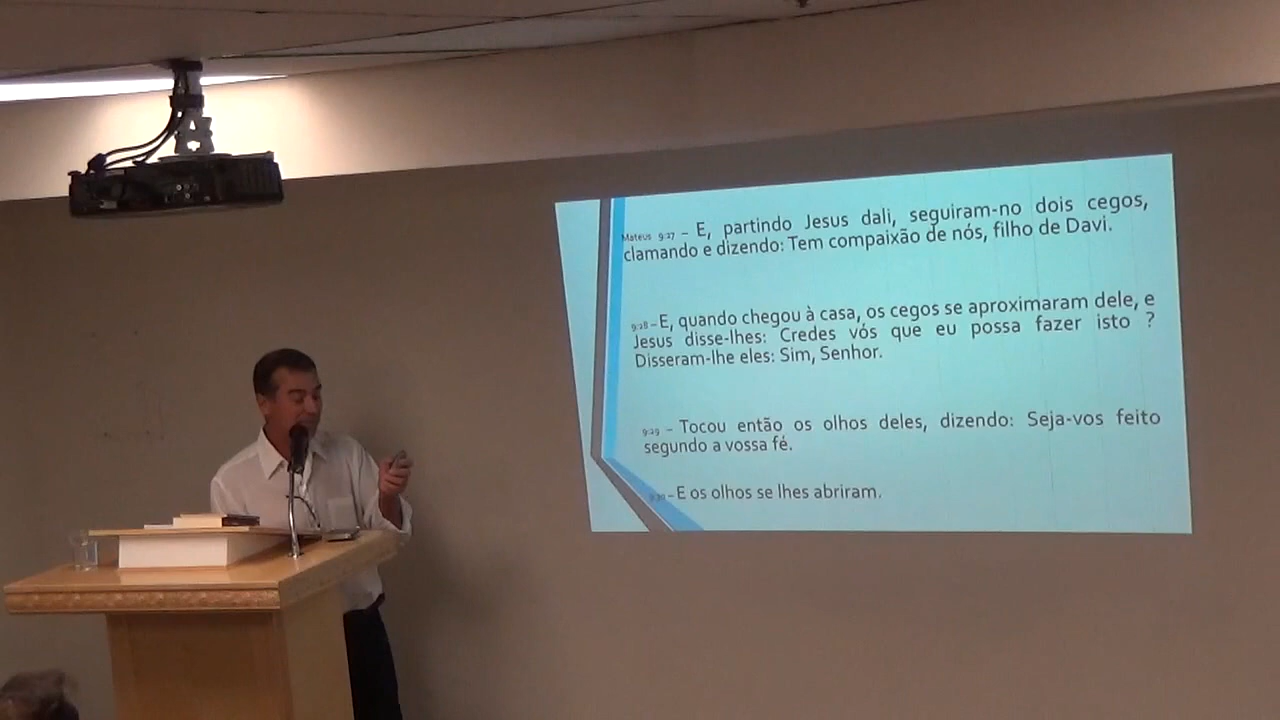 Mateus 9:27 – E, partindo Jesus dali, seguiram-no dois cegos,
clamando e dizendo: Tem compaixão de nós, filho de Davi.
9:28 – E, quando chegou à casa, os cegos se aproximaram dele, e
Jesus disse-lhes: Credes vós que eu possa fazer isto ?
Disseram-lhe eles: Sim, Senhor.
9:29 – Tocou então os olhos deles, dizendo: Seja-vos feito
segundo a vossa fé.
9:30 – E os olhos se lhes abriram.